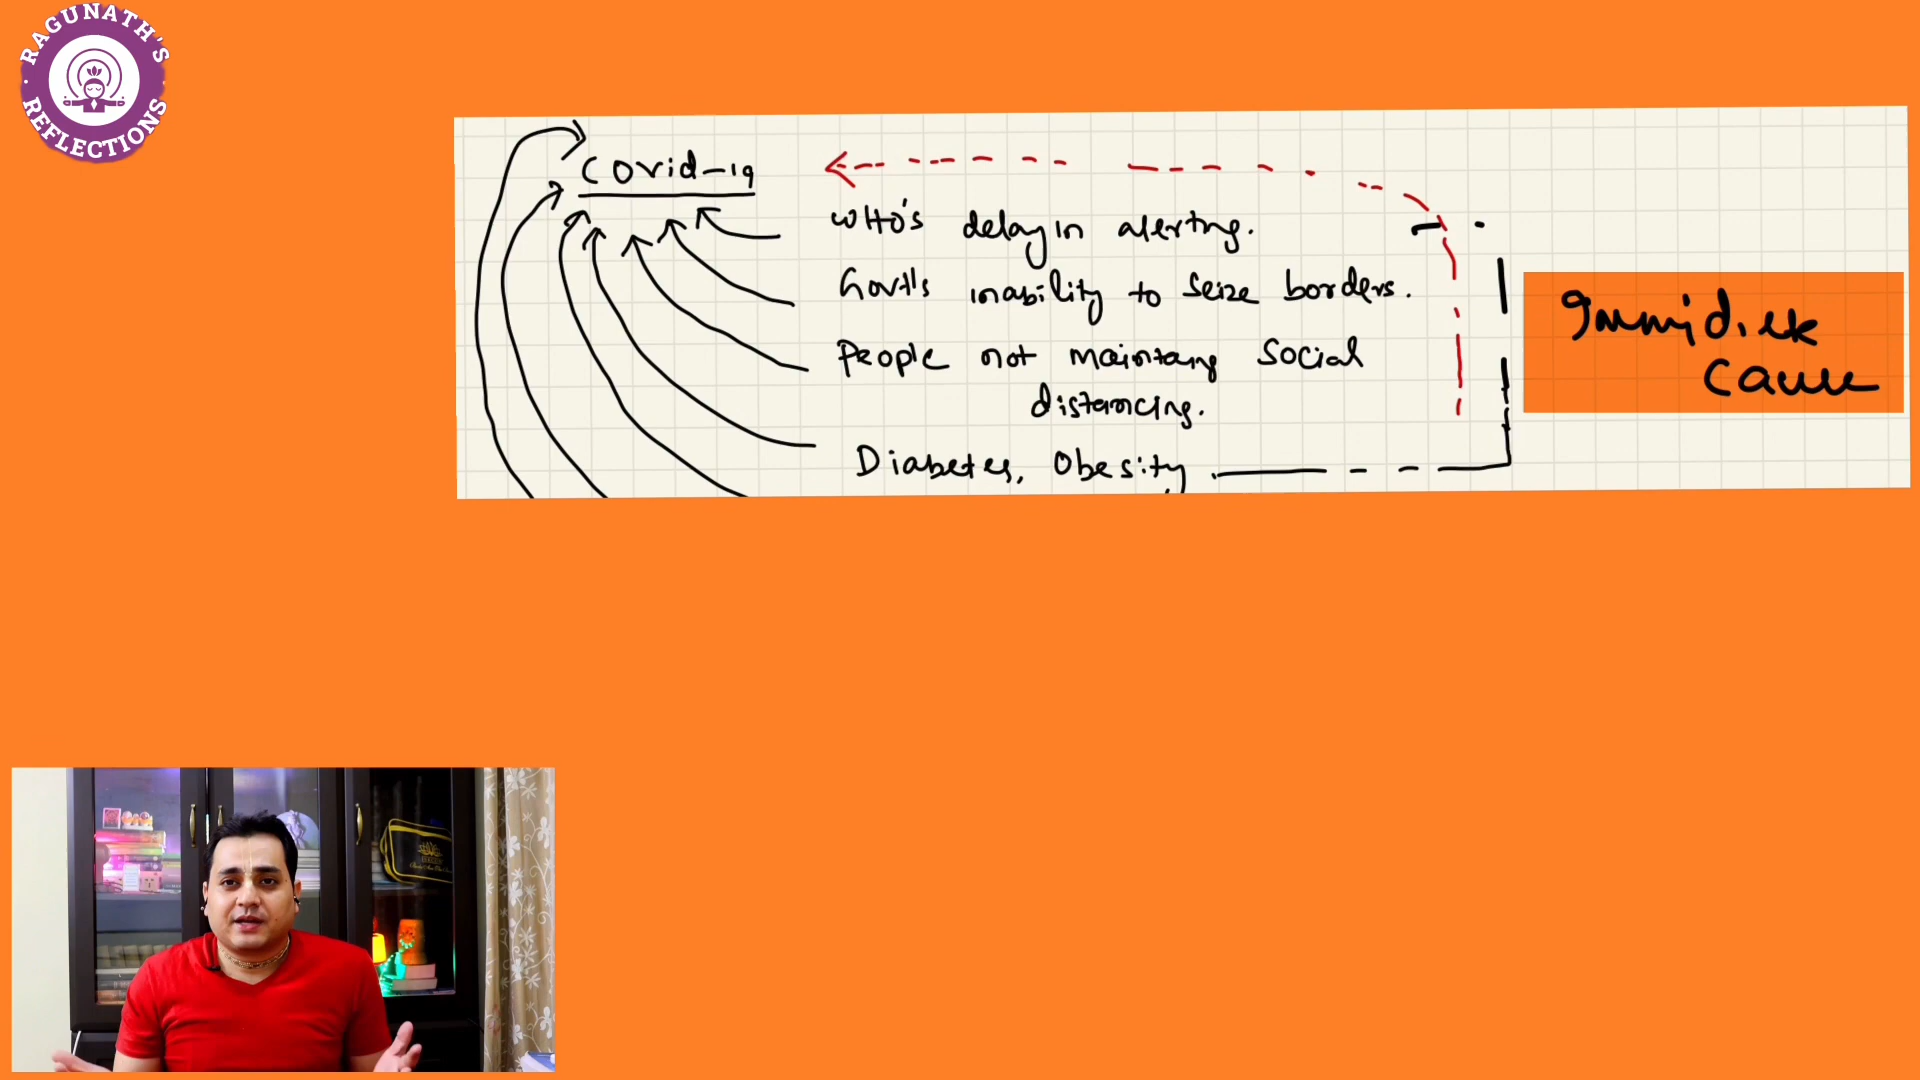 RAGUNATH'S
REFLECTIONS
Covid-19
WHO's delay in alerting.
Govt's inability to seize borders.
People not maintaing social
distancing.
Diabetes, Obesity
Immidiate
cause